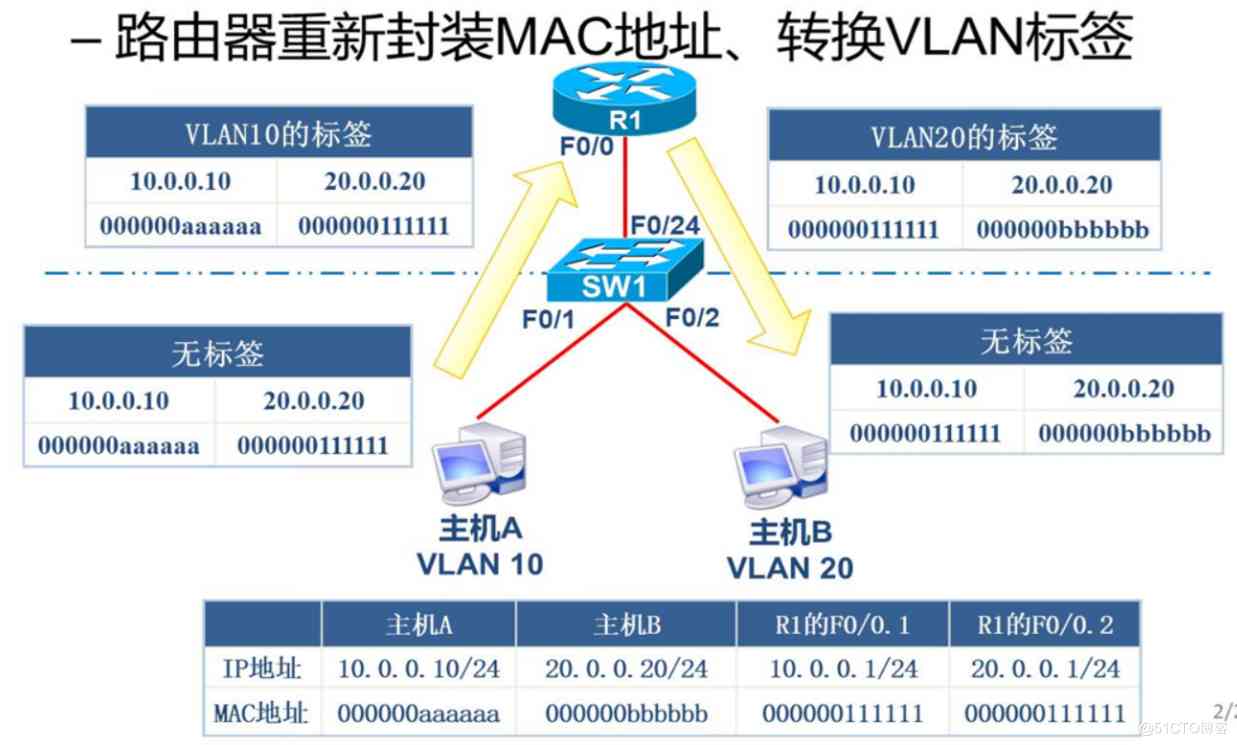 – 路由器重新封装MAC地址、转换VLAN标签
R1
F0/0
VLAN10的标签
10.0.0.10 20.0.0.20
000000aaaaaa 000000111111
VLAN20的标签
10.0.0.10 20.0.0.20
000000111111 000000bbbbbb
F0/24
SW1
F0/1
F0/2
无标签
10.0.0.10 20.0.0.20
000000aaaaaa 000000111111
无标签
10.0.0.10 20.0.0.20
000000111111 000000bbbbbb
主机A
VLAN 10
主机B
VLAN 20
主机A 主机B R1的F0/0.1 R1的F0/0.2
IP地址 10.0.0.10/24 20.0.0.20/24 10.0.0.1/24 20.0.0.1/24
MAC地址 000000aaaaaa 000000bbbbbb 000000111111 000000111111
@51CTO博客